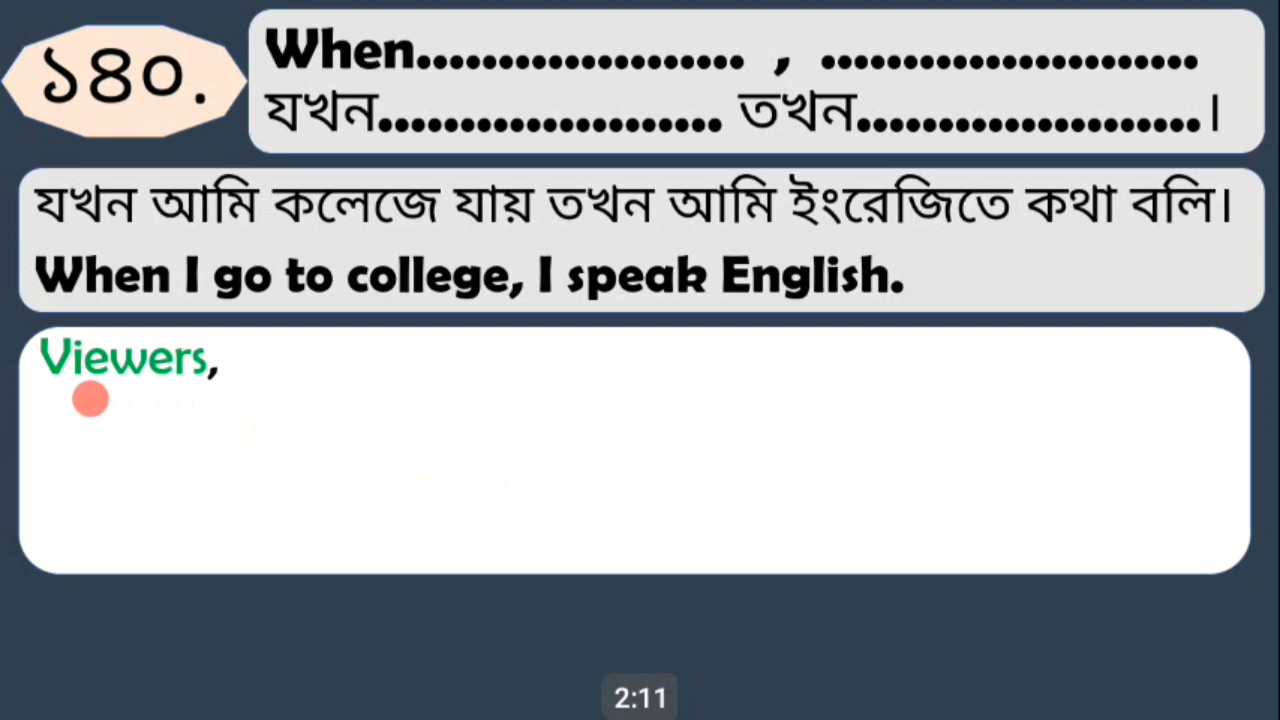 ১৪০.
When..................... , ........................
যখন...................... তখন......................।
যখন আমি কলেজে যায় তখন আমি ইংরেজিতে কথা বলি।
When I go to college, I speak English.
Viewers,
2:11